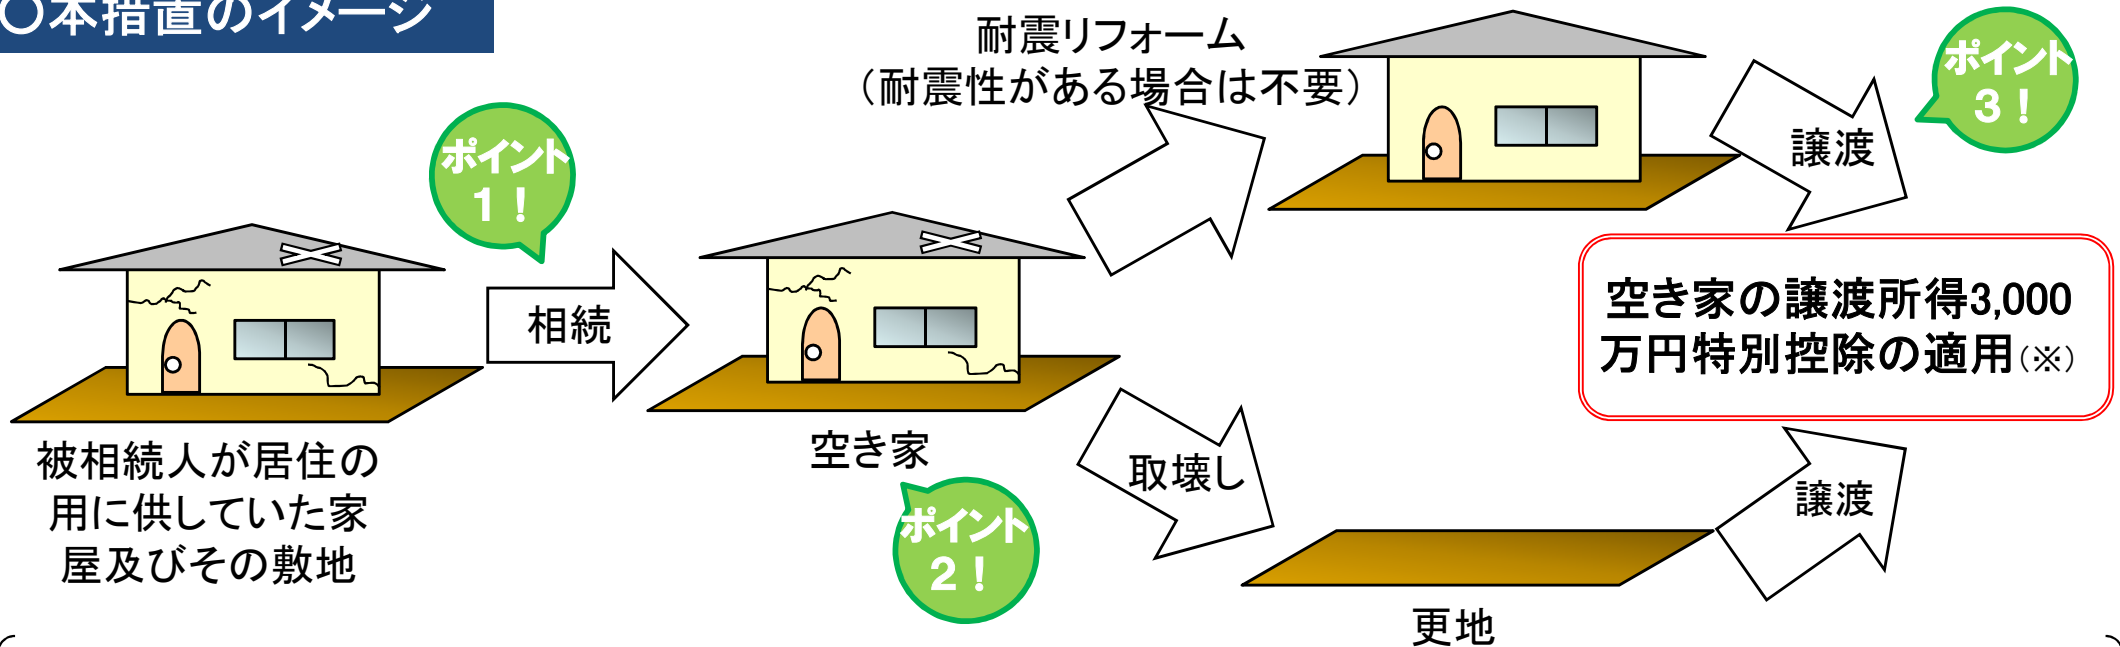 〇本措置のイメージ
耐震リフォーム
（耐震性がある場合は不要）
ポイント
３！
譲渡
ポイント
１！
相続
空き家の譲渡所得3,000
万円特別控除の適用（※）
被相続人が居住の
用に供していた家
屋及びその敷地
空き家
ポイント
２！
取壊し
譲渡
更地